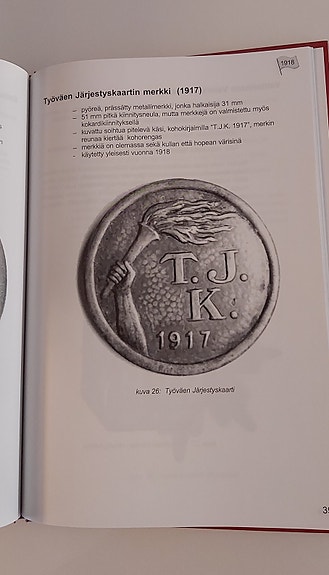 1918
Työväen Järjestyskaartin merkki (1917)
– pyöreä, prässätty metallimerkki, jonka halkaisija 31 mm
– 51 mm pitkä kiinnitysneula, mutta merkkejä on valmistettu myös
kokardikiinnityksellä
– kuvattu soihtua pitelevä käsi, kohokirjaimilla "T.J.K. 1917", merkin
reunaa kiertää kohorengas
– merkkiä on olemassa sekä kullan että hopean värisinä
– käytetty yleisesti vuonna 1918
T. J.
K.
1917
kuva 26: Työväen Järjestyskaarti